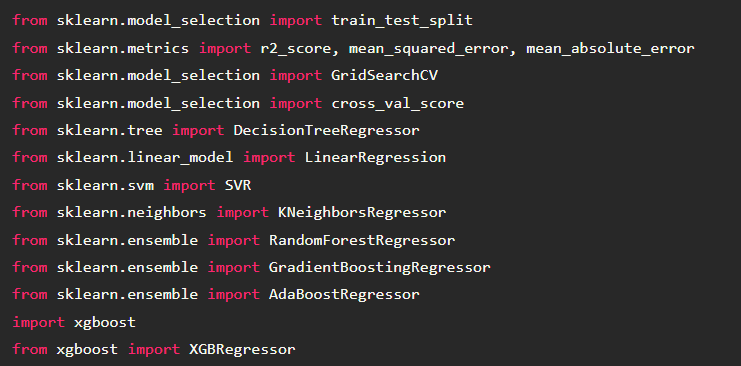 from sklearn.model_selection import train_test_split
from sklearn.metrics import r2_score, mean_squared_error, mean_absolute_error
from sklearn.model_selection import GridSearchCV
from sklearn.model_selection import cross_val_score
from sklearn.tree import DecisionTreeRegressor
from sklearn.linear_model import LinearRegression
from sklearn.svm import SVR
from sklearn.neighbors import KNeighborsRegressor
from sklearn.ensemble import RandomForestRegressor
from sklearn.ensemble import GradientBoostingRegressor
from sklearn.ensemble import AdaBoostRegressor
import xgboost
from xgboost import XGBRegressor